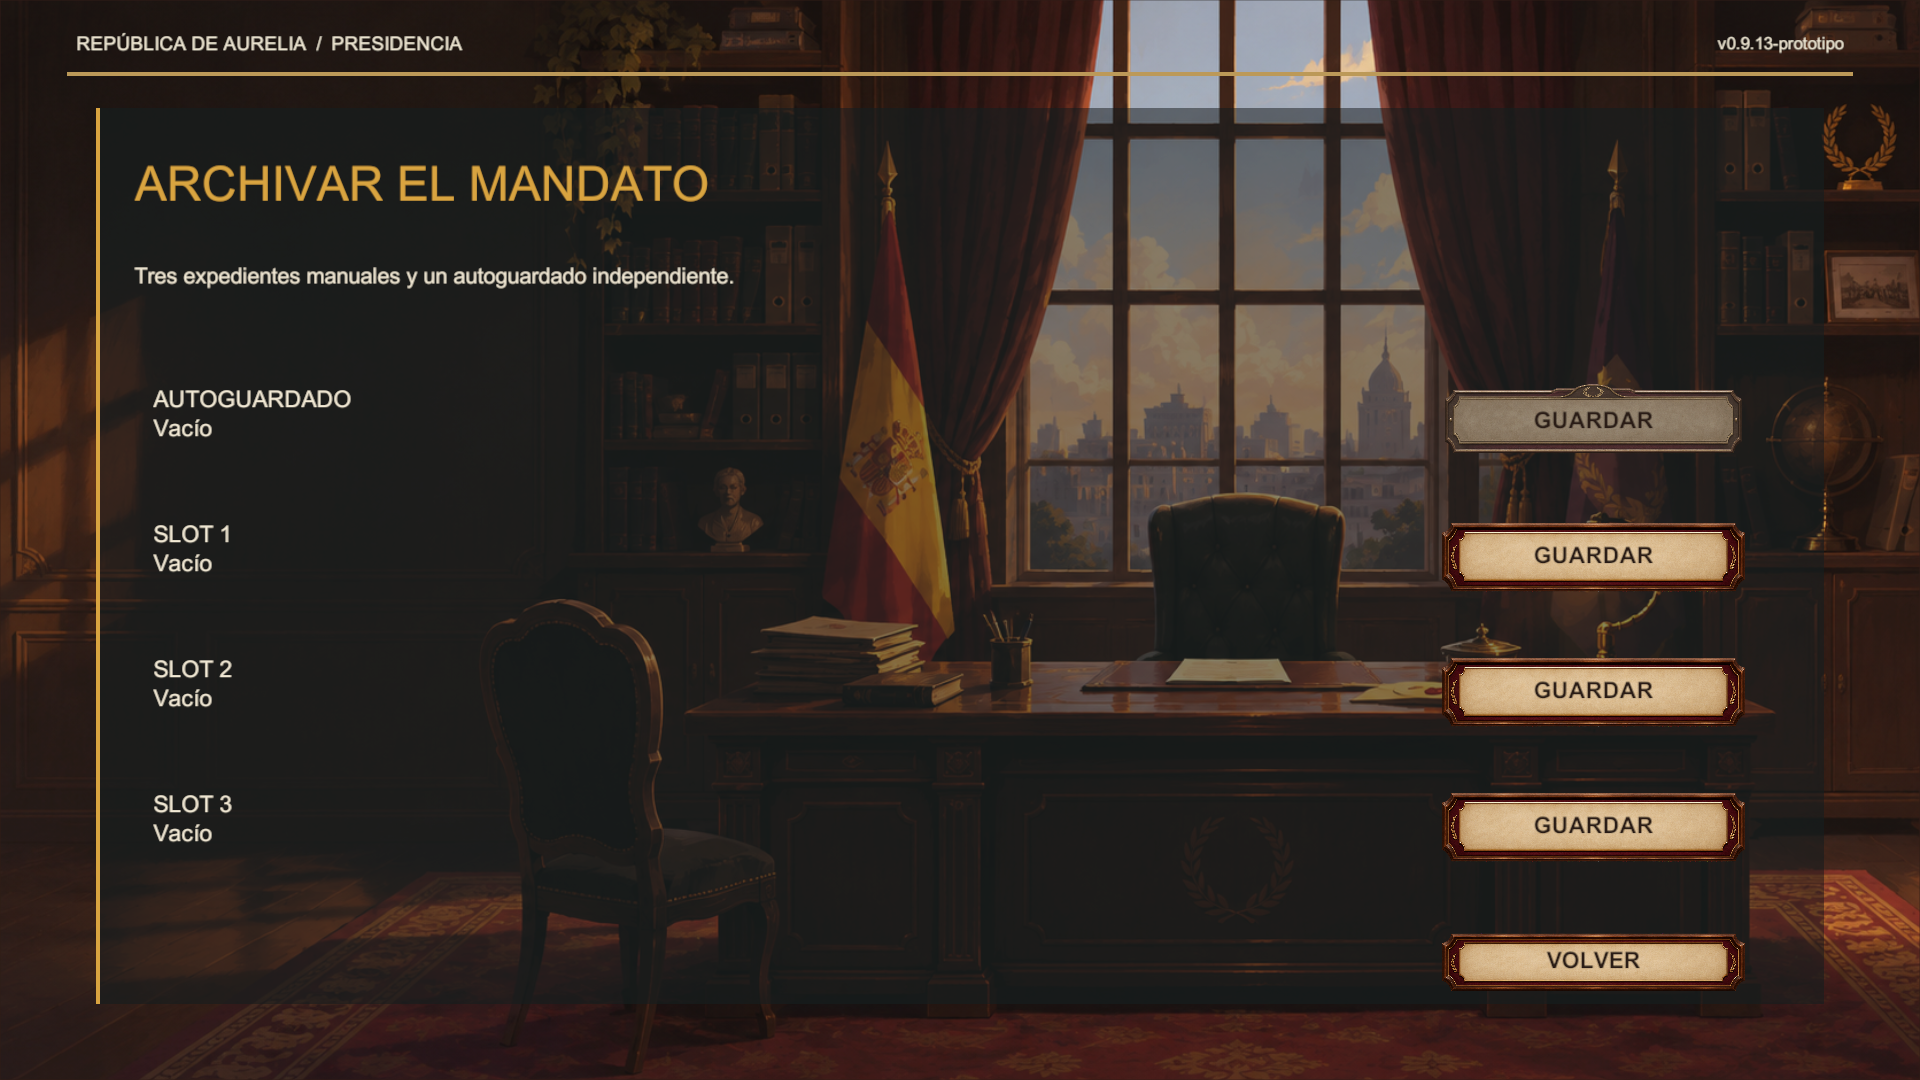 REPÚBLICA DE AURELIA / PRESIDENCIA
v0.9.13-prototipo
ARCHIVAR EL MANDATO
Tres expedientes manuales y un autoguardado independiente.
AUTOGUARDADO
Vacío
GUARDAR
SLOT 1
Vacío
GUARDAR
SLOT 2
Vacío
GUARDAR
SLOT 3
Vacío
GUARDAR
VOLVER